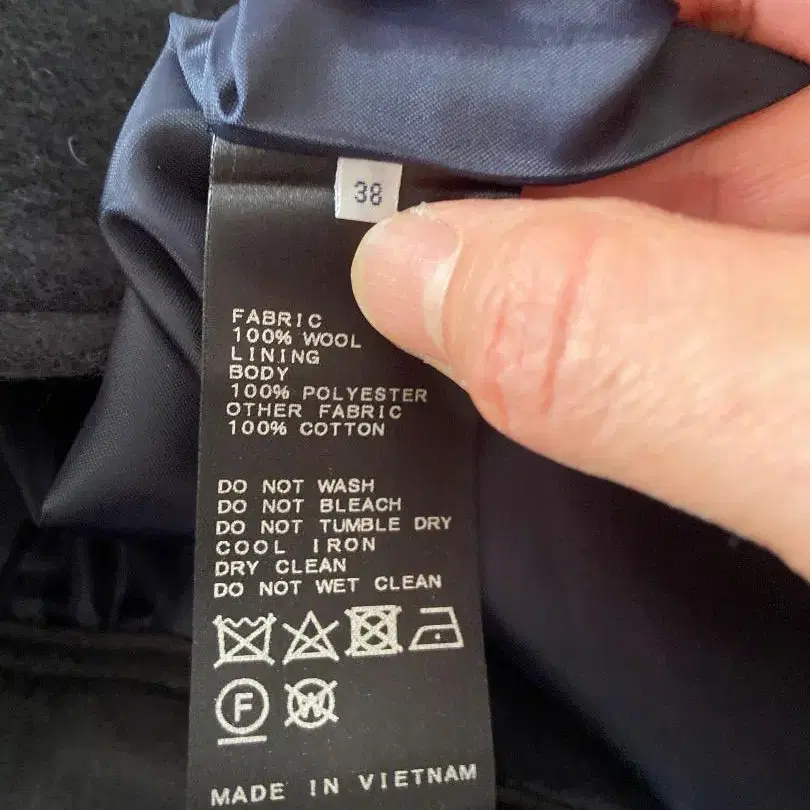 38
FABRIC
100% WOOL
LINING
BODY
100% POLYESTER
OTHER FABRIC
100% COTTON
DO NOT WASH
DO NOT BLEACH
DO NOT TUMBLE DRY
COOL IRON
DRY CLEAN
DO NOT WET CLEAN
F W
MADE IN VIETNAM